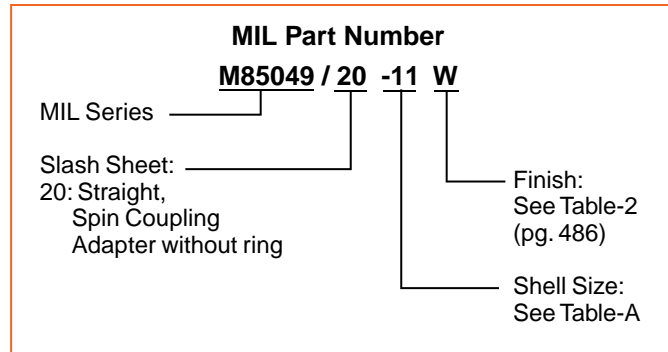 MIL Part Number
M85049 / 20 -11 W
MIL Series
Slash Sheet:
20: Straight,
Spin Coupling
Adapter without ring
Finish:
See Table-2
(pg. 486)
Shell Size:
See Table-A